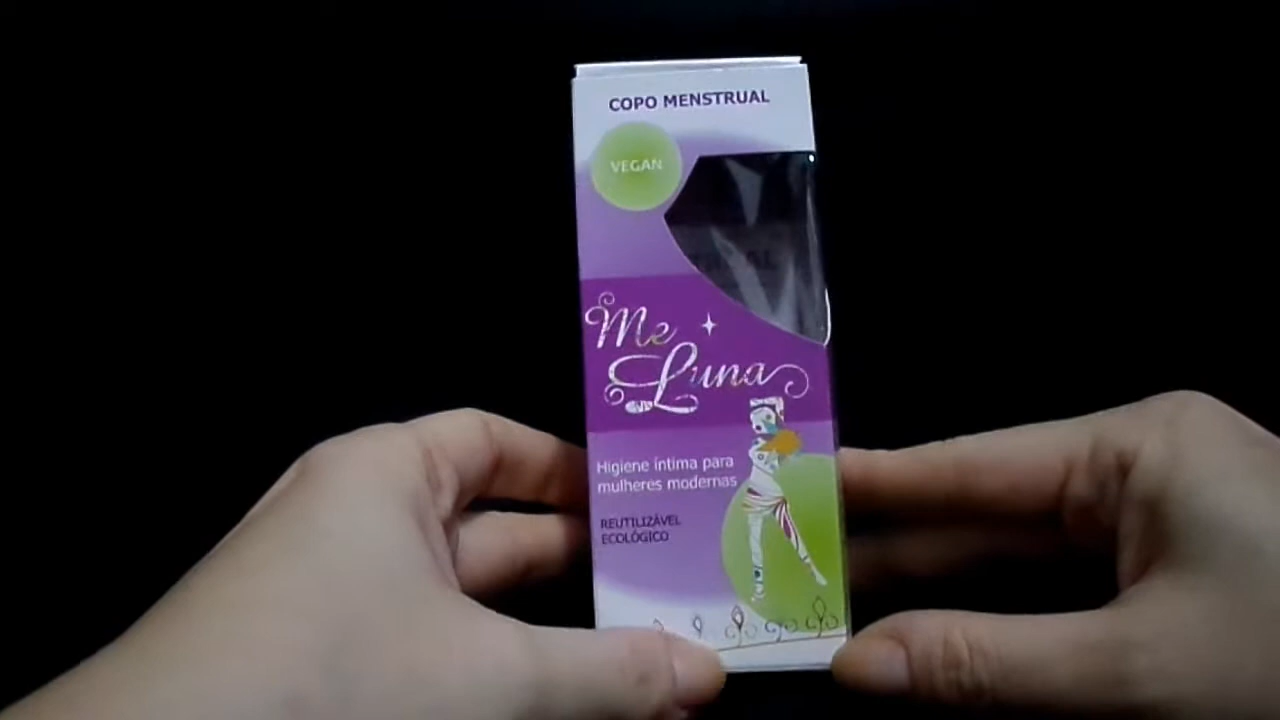 COPO MENSTRUAL
VEGAN
Me
Luna
Higiene íntima para
mulheres modernas
REUTILIZÁVEL
ECOLÓGICO